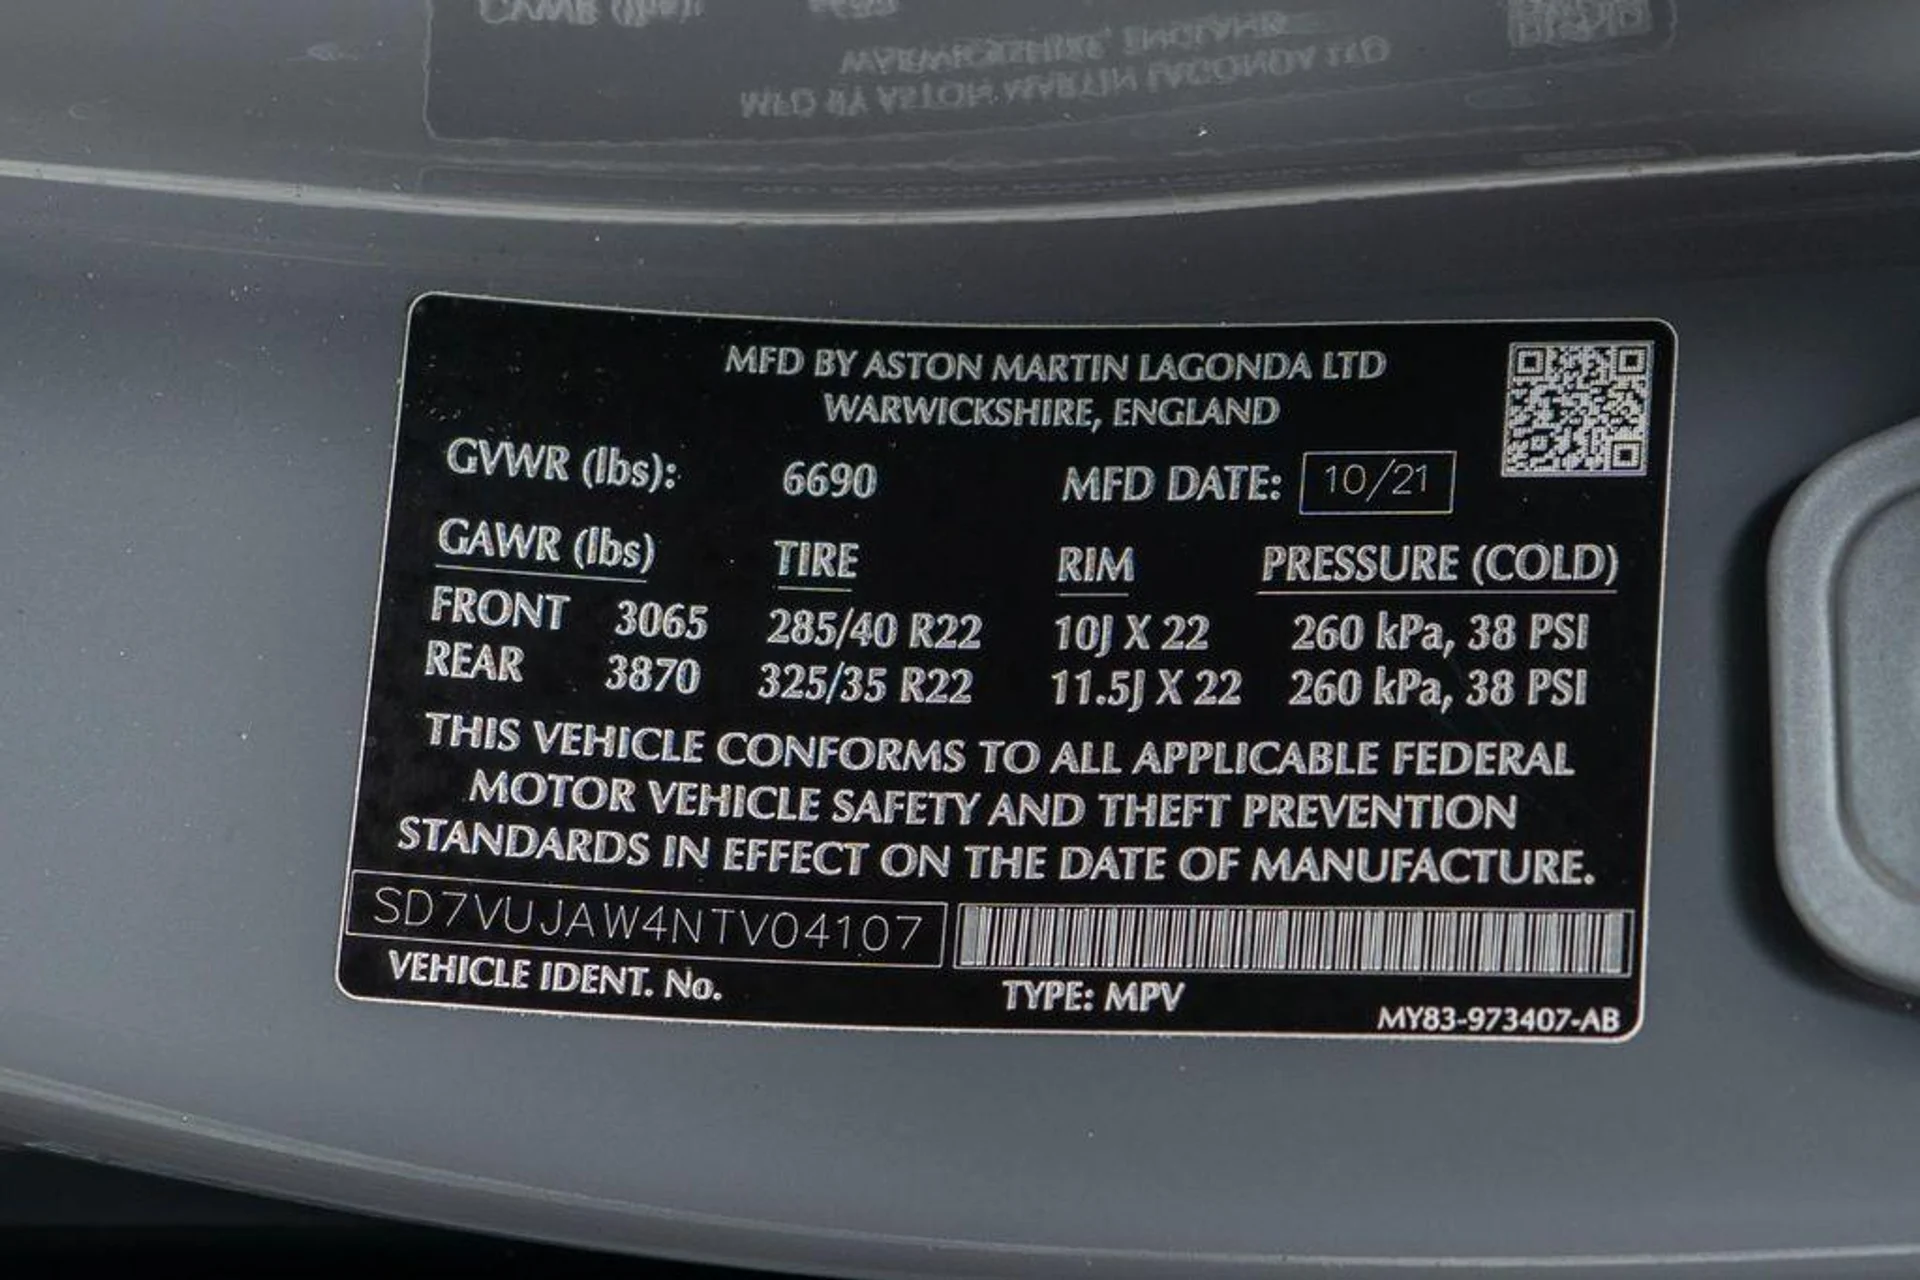 MFD BY ASTON MARTIN LAGONDA LTD
WARWICKSHIRE, ENGLAND
GVWR (lbs): 6690 MFD DATE: 10/21
GAWR (lbs) TIRE RIM PRESSURE (COLD)
FRONT 3065 285/40 R22 10J X 22 260 kPa, 38 PSI
REAR 3870 325/35 R22 11.5J X 22 260 kPa, 38 PSI
THIS VEHICLE CONFORMS TO ALL APPLICABLE FEDERAL
MOTOR VEHICLE SAFETY AND THEFT PREVENTION
STANDARDS IN EFFECT ON THE DATE OF MANUFACTURE.
SD7VUJAW4NTV04107
VEHICLE IDENT. No. TYPE: MPV MY83-973407-AB